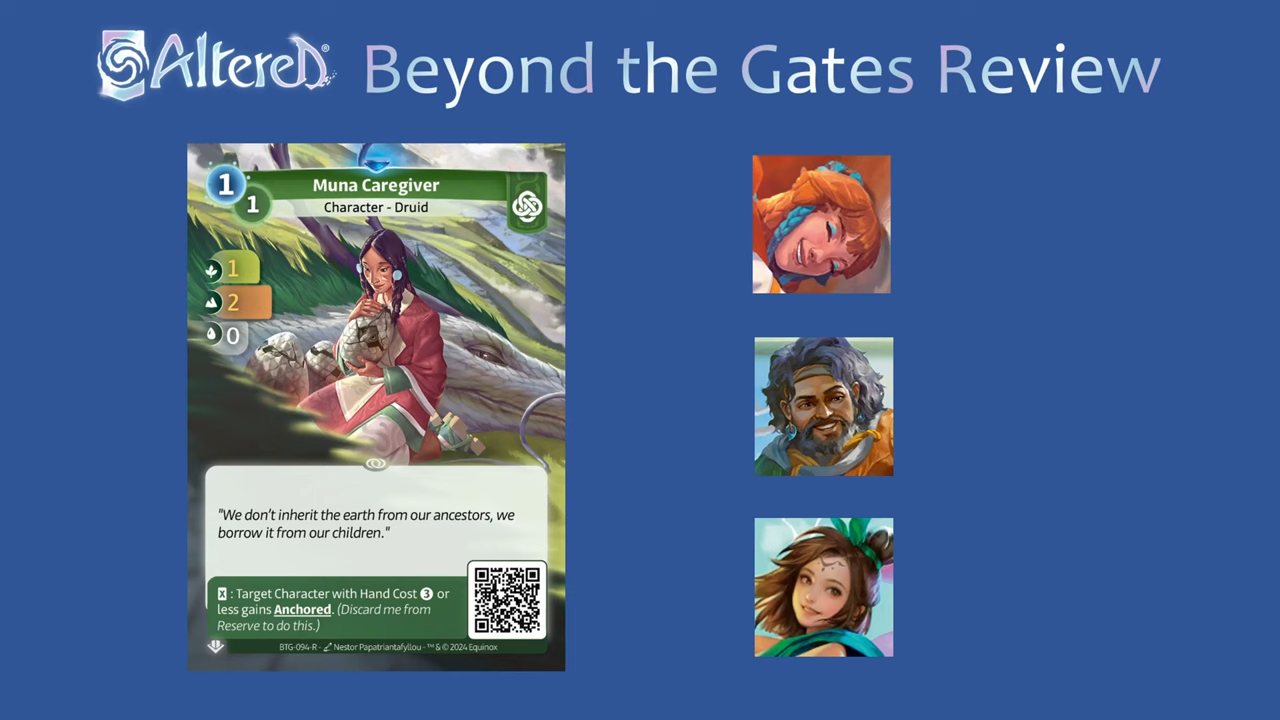 Altered® Beyond the Gates Review
1
1
Muna Caregiver
Character - Druid
1
2
0
"We don't inherit the earth from our ancestors, we
borrow it from our children."
X : Target Character with Hand Cost 3 or
less gains Anchored. (Discard me from
Reserve to do this.)
BTG-094-R - Nestor Papatriantafyllou - ™ & © 2024 Equinox